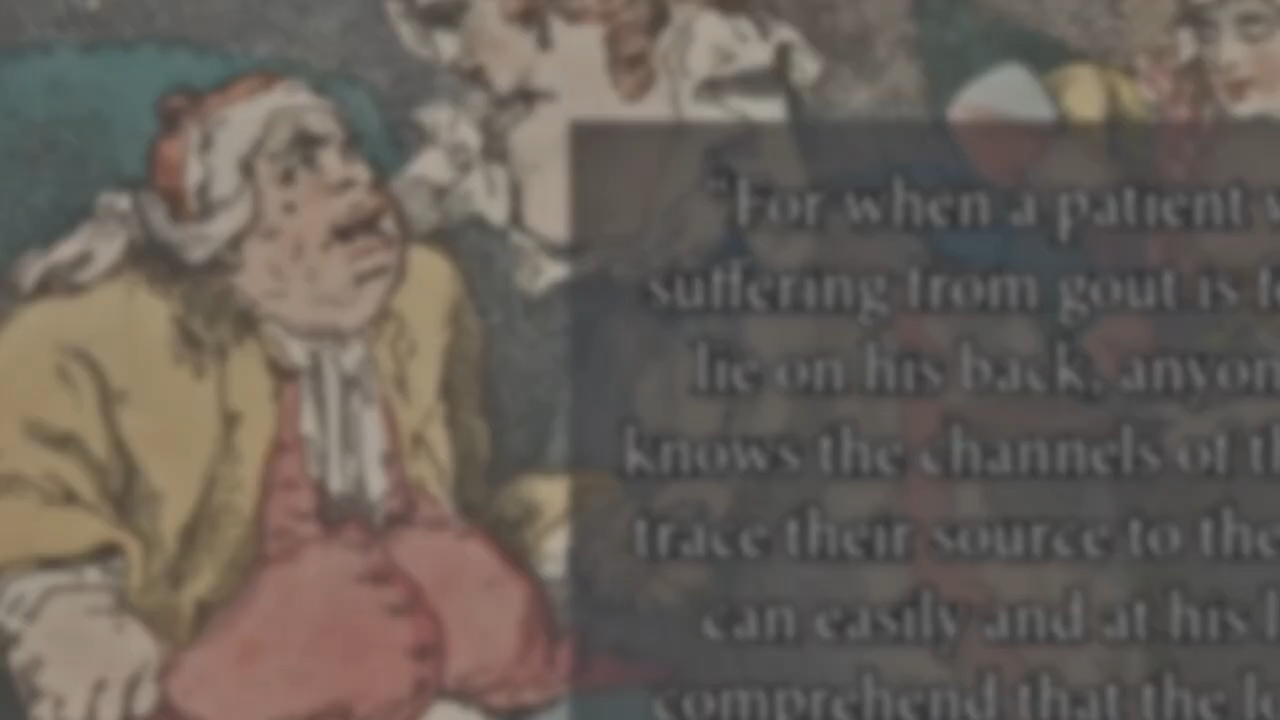 "For when a patient
suffering from gout is
lie on his back, anyon
knows the channels of th
trace their source to the
can easily and at his
comprehend that the